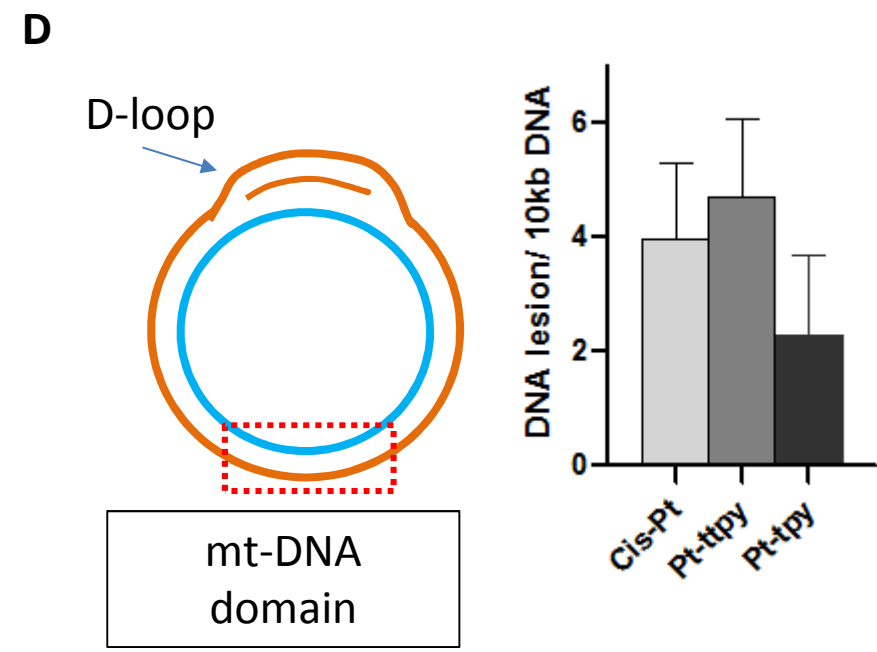 D
D-loop
mt-DNA
domain
DNA lesion/ 10kb DNA
6
4
2
0
Cis-Pt
Pt-ttpy
Pt-tpy